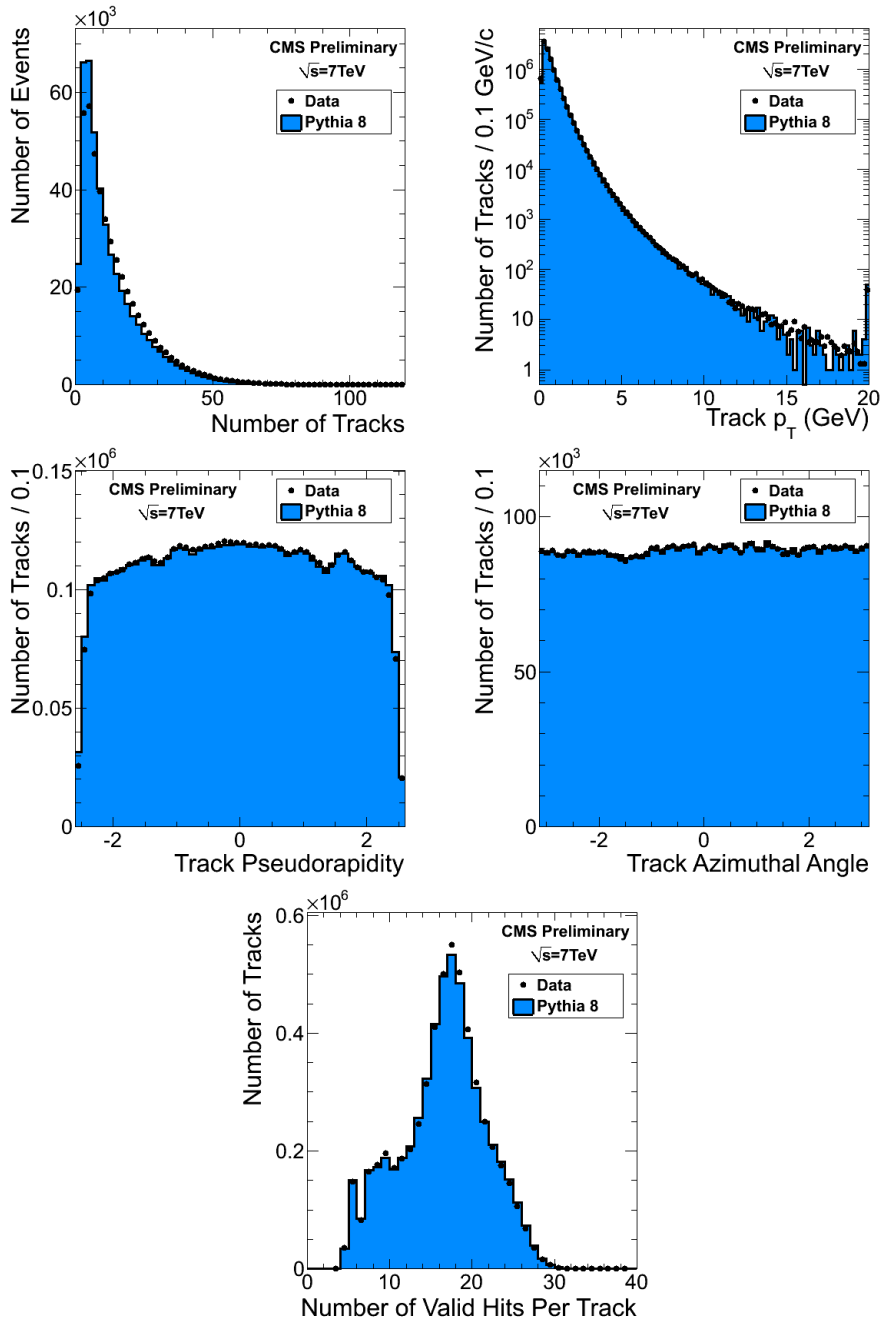 ×10³
Number of Events
CMS Preliminary
√s=7TeV
Data
Pythia 8
60
40
20
0
0 50 100
Number of Tracks
Number of Tracks / 0.1 GeV/c
CMS Preliminary
√s=7TeV
Data
Pythia 8
10⁶
10⁵
10⁴
10³
10²
10
1
0 5 10 15 20
Track p_T (GeV)
×10⁶
Number of Tracks / 0.1
CMS Preliminary
√s=7TeV
Data
Pythia 8
0.15
0.1
0.05
0
-2 0 2
Track Pseudorapidity
×10³
Number of Tracks / 0.1
CMS Preliminary
√s=7TeV
Data
Pythia 8
100
50
0
-2 0 2
Track Azimuthal Angle
×10⁶
Number of Tracks
CMS Preliminary
√s=7TeV
Data
Pythia 8
0.6
0.4
0.2
0
0 10 20 30 40
Number of Valid Hits Per Track